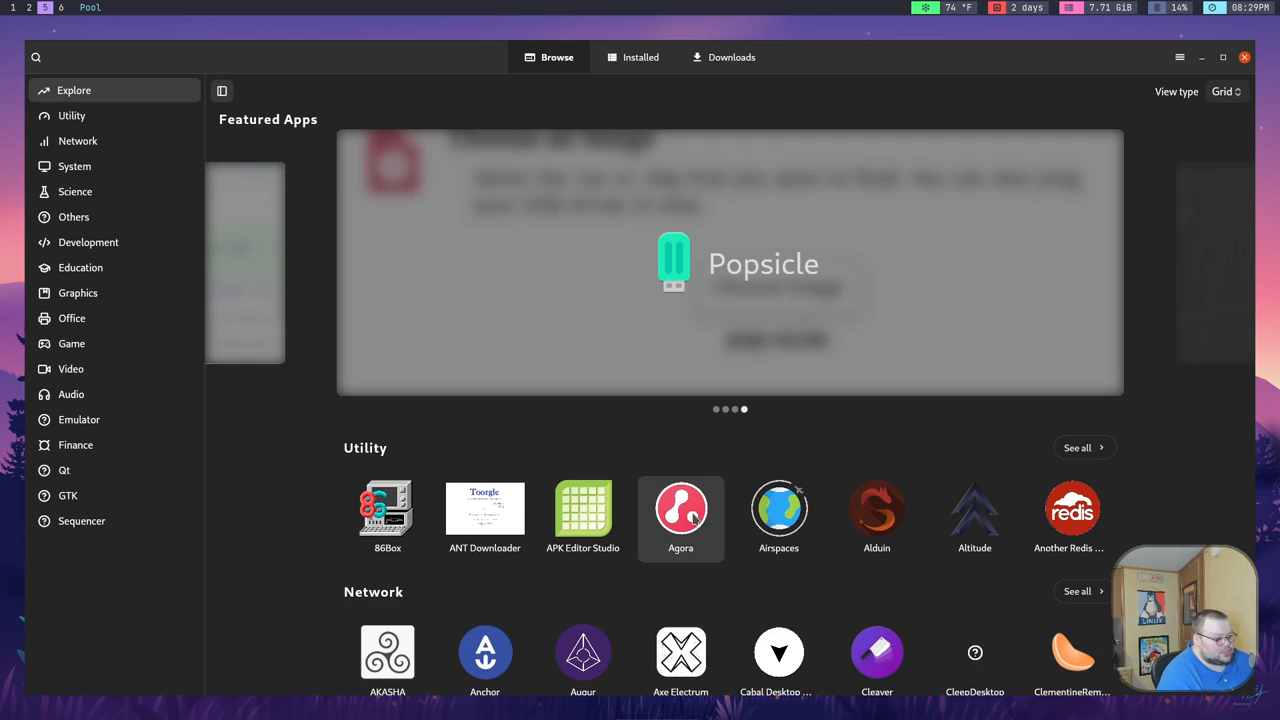 1 2 5 6 Pool
74 °F 2 days 7.71 GiB 14% 08:29PM
Browse Installed Downloads
Explore
Utility
Network
System
Science
Others
Development
Education
Graphics
Office
Game
Video
Audio
Emulator
Finance
Qt
GTK
Sequencer
View type Grid
Featured Apps
Popsicle
Utility
See all
Toorgle
redis
86Box ANT Downloader APK Editor Studio Agora Airspaces Alduin Altitude Another Redis ...
Network
See all
AKASHA Anchor Augur Axe Electrum Cabal Desktop ... Cleaver CleepDesktop ClementineRem...
LINUX